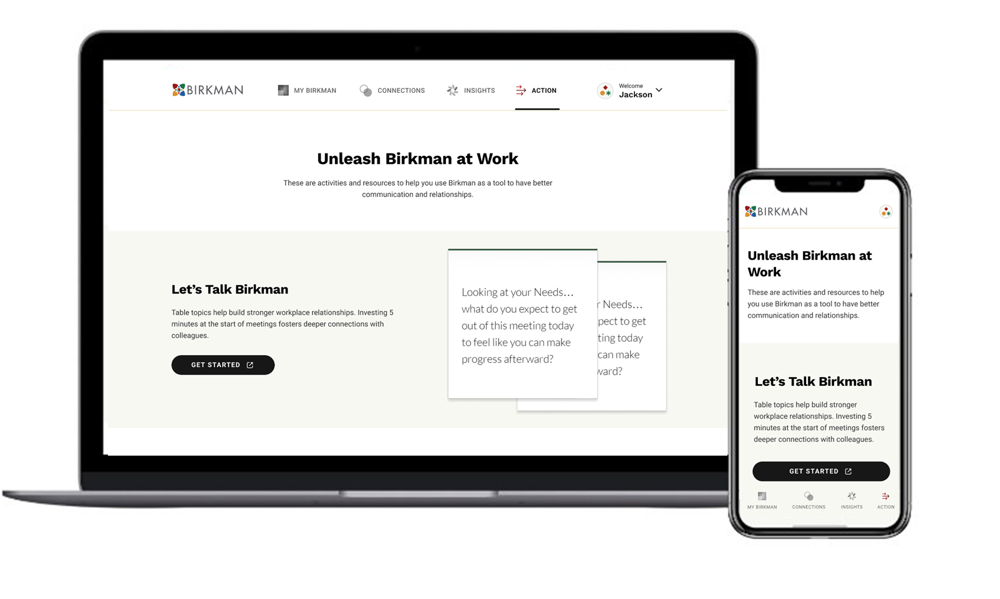 BIRKMAN
MY BIRKMAN
CONNECTIONS
INSIGHTS
ACTION
Welcome
Jackson
Unleash Birkman at Work
These are activities and resources to help you use Birkman as a tool to have better
communication and relationships.
Let’s Talk Birkman
Table topics help build stronger workplace relationships. Investing 5
minutes at the start of meetings fosters deeper connections with
colleagues.
GET STARTED
Looking at your Needs...
what do you expect to get
out of this meeting today
to feel like you can make
progress afterward?
r Needs...
pect to get
ting today
can make
ward?
BIRKMAN
Unleash Birkman at
Work
These are activities and resources to help
you use Birkman as a tool to have better
communication and relationships.
Let’s Talk Birkman
Table topics help build stronger
workplace relationships. Investing 5
minutes at the start of meetings fosters
deeper connections with colleagues.
GET STARTED
MY BIRKMAN
CONNECTIONS
INSIGHTS
ACTION